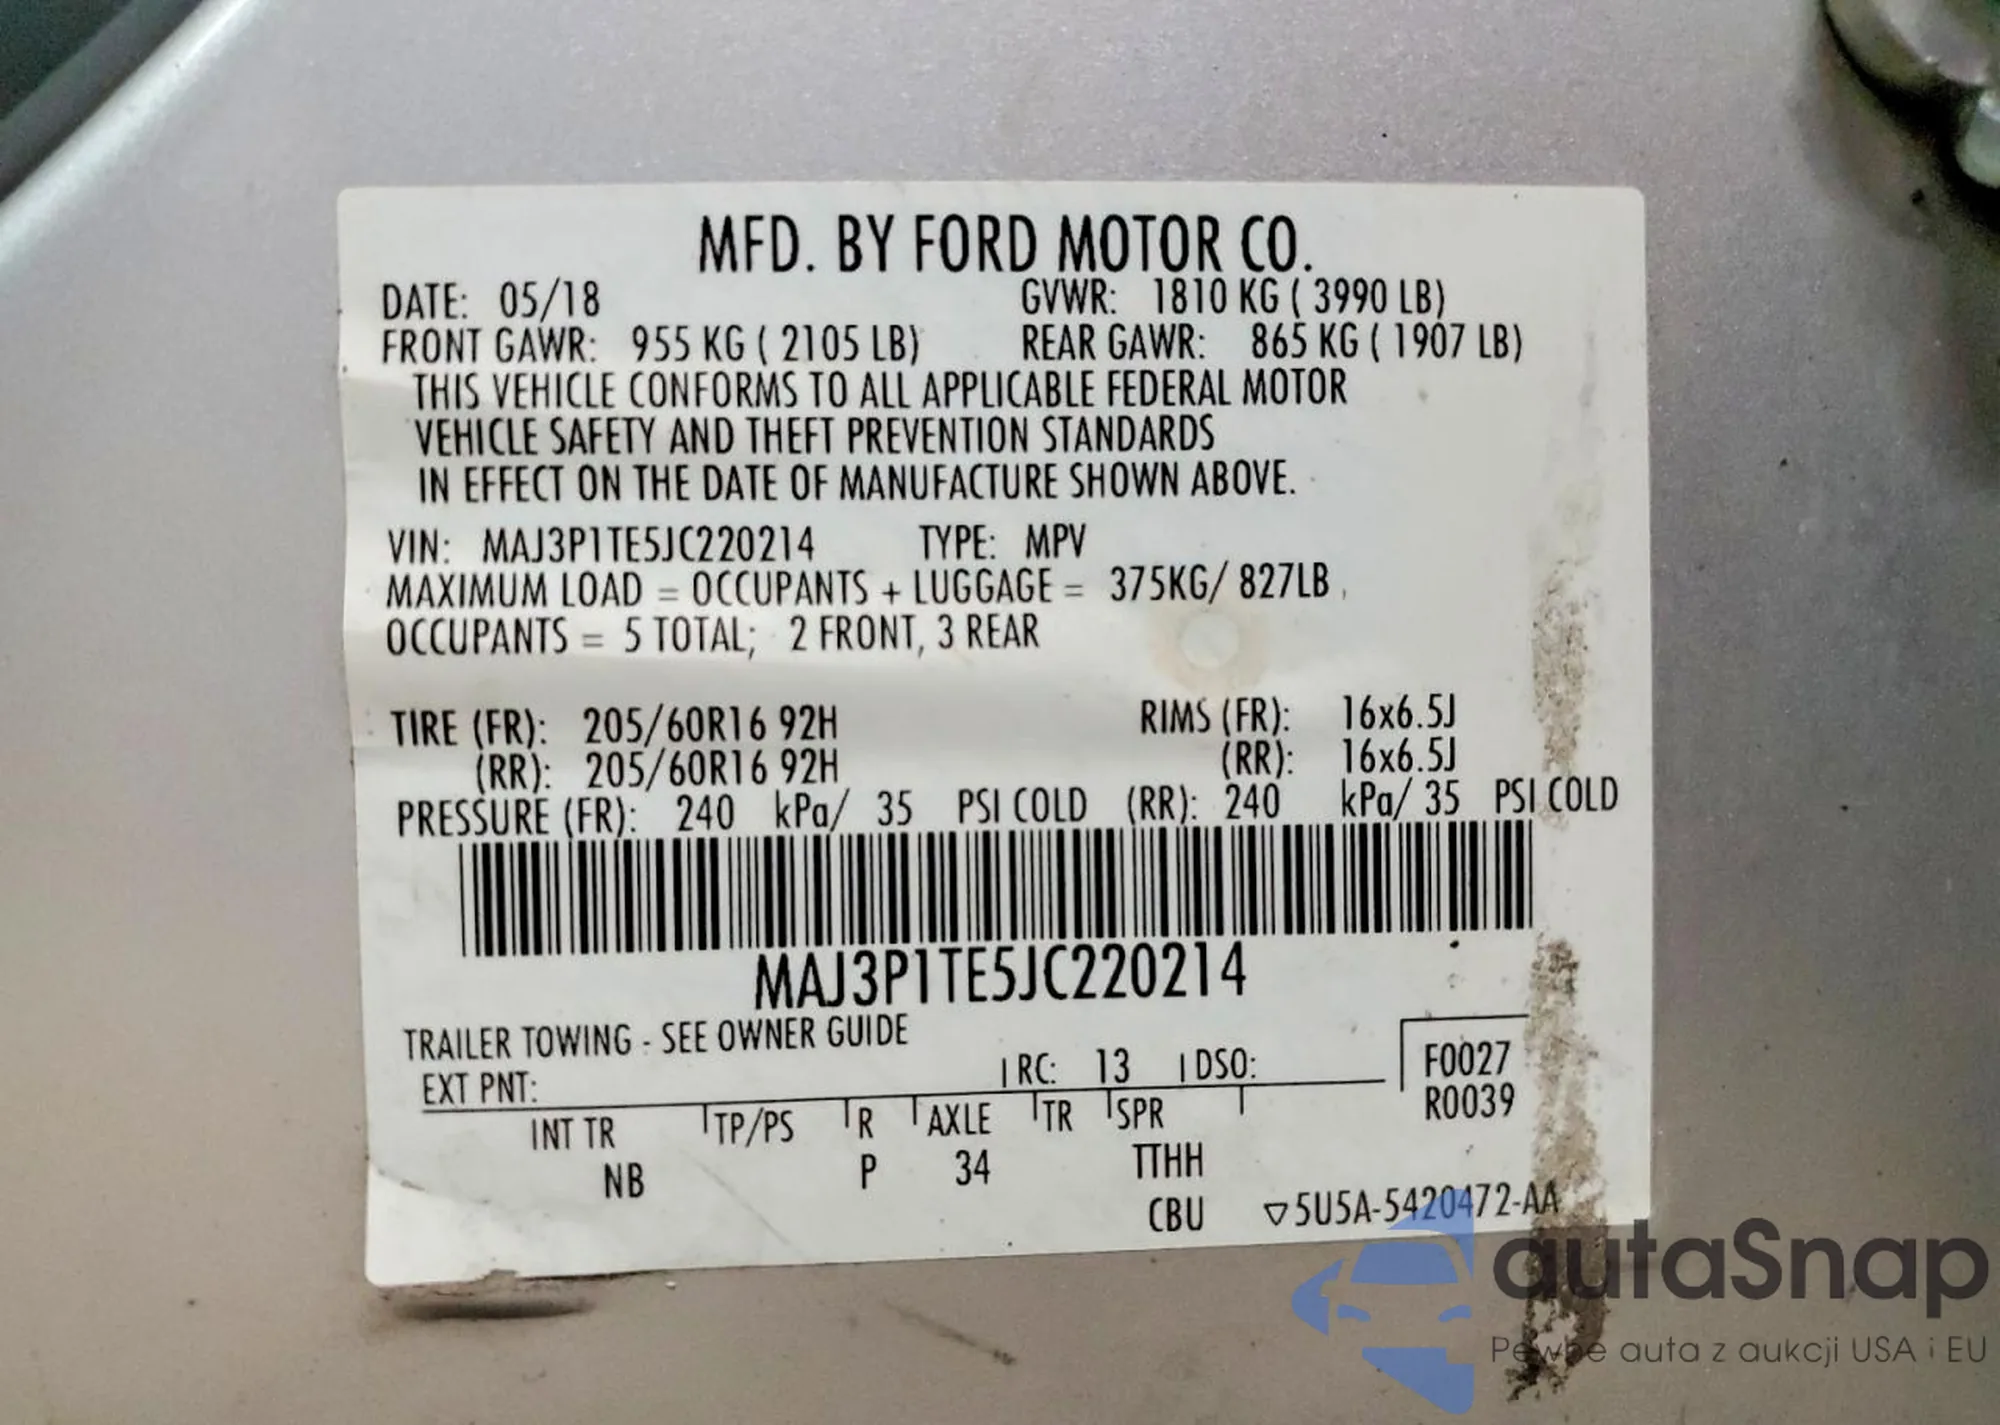 MFD. BY FORD MOTOR CO.
DATE: 05/18 GVWR: 1810 KG ( 3990 LB)
FRONT GAWR: 955 KG ( 2105 LB) REAR GAWR: 865 KG ( 1907 LB)
THIS VEHICLE CONFORMS TO ALL APPLICABLE FEDERAL MOTOR
VEHICLE SAFETY AND THEFT PREVENTION STANDARDS
IN EFFECT ON THE DATE OF MANUFACTURE SHOWN ABOVE.
VIN: MAJ3P1TE5JC220214 TYPE: MPV
MAXIMUM LOAD = OCCUPANTS + LUGGAGE = 375KG/ 827LB
OCCUPANTS = 5 TOTAL; 2 FRONT, 3 REAR
TIRE (FR): 205/60R16 92H RIMS (FR): 16x6.5J
(RR): 205/60R16 92H (RR): 16x6.5J
PRESSURE (FR): 240 kPa/ 35 PSI COLD (RR): 240 kPa/ 35 PSI COLD
MAJ3P1TE5JC220214
TRAILER TOWING - SEE OWNER GUIDE
EXT PNT: RC: 13 DSO: F0027
R0039
INT TR TP/PS R AXLE TR SPR
NB P 34 TTHH
CBU ▽5U5A-5420472-AA
autaSnap
Pewne auta z aukcji USA i EU